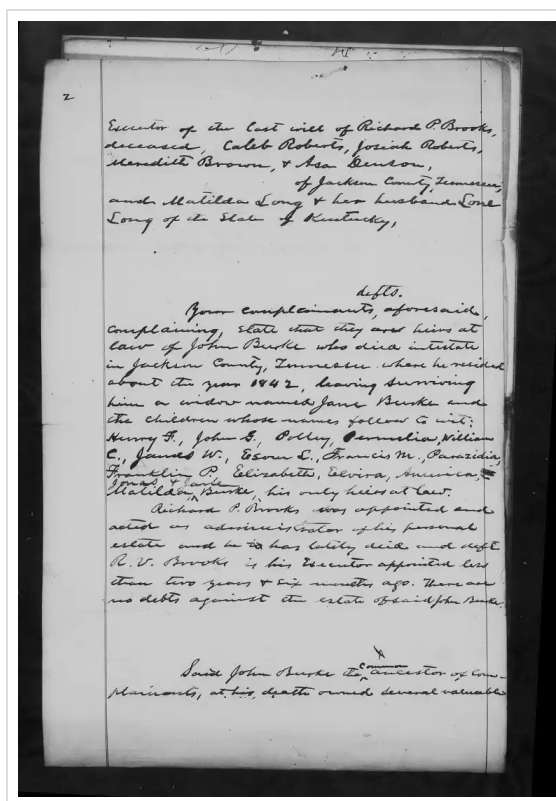 2
Executor of the last will of Richard P. Brooks,
deceased, Caleb Roberts, Josiah Roberts,
Meredith Brown, & Asa Denson,
of Jackson County, Tennessee,
and Matilda Long & her husband
Long of the State of Kentucky,
defts.
Your complainants, aforesaid,
complaining, state that they are heirs at
law of John Burke who died intestate
in Jackson County, Tennessee where he resided
about the year 1842, leaving surviving
him a widow named Jane Burke and
the children whose names follow to wit:
Henry F., John G., Polley, Permelia, William
C., James W., L., Francis M., Parazidia,
Franklin P., Elizabeth, Elvira, America,
Jonas, & Jane
Matilda, Burke, his only heirs at law.
Richard P. Brooks was appointed and
acted as administrator of his personal
estate and he has lately died and deft
R. V. Brooks is his Executor appointed less
than two years & six months ago. There are
no debts against the estate of said John Burke.
Common
Said John Burke the ancestor of Com-
plainants, at his death owned several valuable